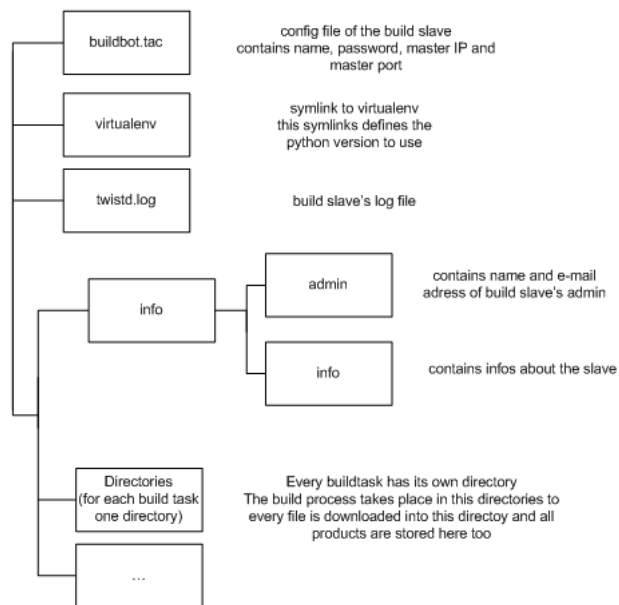 buildbot.tac
config file of the build slave
contains name, password, master IP and
master port
virtualenv
symlink to virtualenv
this symlinks defines the
python version to use
twistd.log
build slave's log file
info
admin
contains name and e-mail
adress of build slave's admin
info
contains infos about the slave
Directories
(for each build task
one directory)
Every buildtask has its own directory
The build process takes place in this directories to
every file is downloaded into this directoy and all
products are stored here too
...